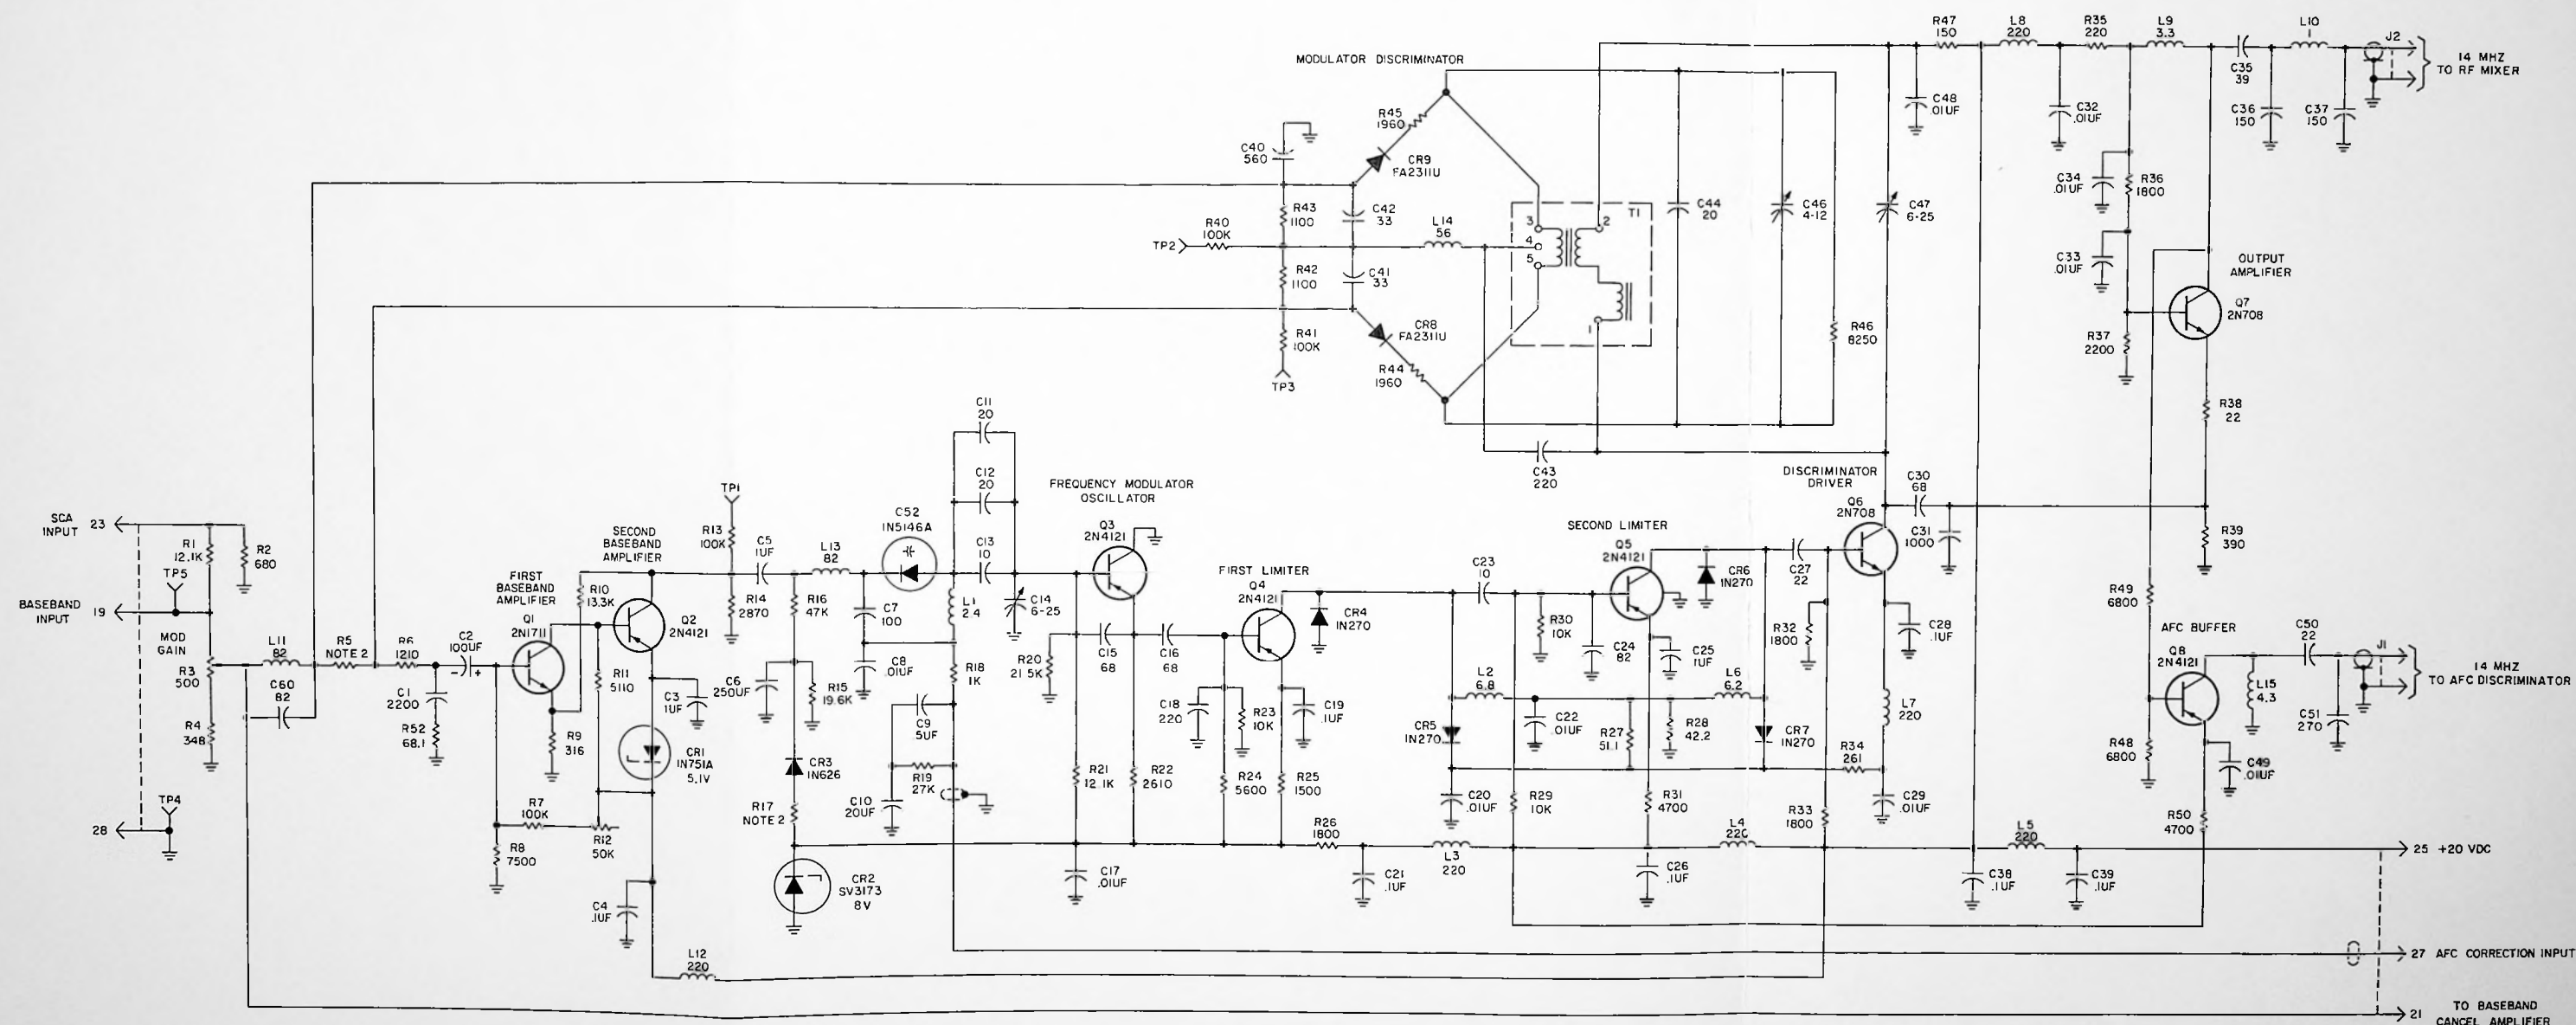 MODULATOR DISCRIMINATOR
R47
150
L8
220
R35
220
L9
3.3
L10
1
J2
14 MHZ
TO RF MIXER
C35
39
C48
.01UF
C32
.01UF
C36
150
C37
150
R45
1960
CR9
FA2311U
C40
560
C34
.01UF
R36
1800
R43
1100
C42
33
R40
100K
L14
56
TP2
3
4
5
2
1
T1
C44
20
C46
4-12
C47
6-25
C33
.01UF
OUTPUT
AMPLIFIER
R42
1100
C41
33
Q7
2N708
R41
100K
CR8
FA2311U
R46
8250
R37
2200
TP3
R44
1960
R38
22
C11
20
C12
20
C43
220
FREQUENCY MODULATOR
OSCILLATOR
DISCRIMINATOR
DRIVER
C30
68
TP1
SCA
INPUT
23
R1
12.1K
R2
680
SECOND
BASEBAND
AMPLIFIER
R13
100K
C5
1UF
L13
82
C52
1N5146A
C13
10
Q3
2N4121
SECOND LIMITER
Q6
2N708
C31
1000
R39
390
TP5
FIRST
BASEBAND
AMPLIFIER
R10
13.3K
R14
2870
R16
47K
C7
100
L1
2.4
C14
6-25
FIRST LIMITER
Q4
2N4121
C23
10
Q5
2N4121
CR6
1N270
C27
22
BASEBAND
INPUT
19
Q1
2N1711
Q2
2N4121
CR4
1N270
R30
10K
R32
1800
C28
.1UF
R49
6800
MOD
GAIN
R3
500
L11
82
R5
NOTE 2
R6
1210
C2
100UF
- +
R11
5110
C3
1UF
C6
250UF
R15
19.6K
C8
.01UF
R18
1K
R20
21.5K
C15
68
C16
68
C24
82
C25
1UF
L2
6.8
L6
6.2
AFC BUFFER
Q8
2N4121
C50
22
J1
14 MHZ
TO AFC DISCRIMINATOR
L15
4.3
C51
270
C60
82
C1
2200
R52
68.1
R4
348
R9
316
CR1
1N751A
5.1V
CR3
1N626
C9
5UF
C18
220
R23
10K
C19
.1UF
CR5
1N270
C22
.01UF
R27
51.1
R28
42.2
CR7
1N270
L7
220
R34
261
R48
6800
C49
.01UF
R19
27K
C10
20UF
R21
12.1K
R22
2610
R24
5600
R25
1500
C20
.01UF
R29
10K
R31
4700
R33
1800
C29
.01UF
TP4
28
R7
100K
R8
7500
R12
50K
R17
NOTE 2
R26
1800
L3
220
L4
220
L5
220
R50
4700
25 +20 VDC
CR2
SV3173
8V
C17
.01UF
C21
.1UF
C26
.1UF
C38
.1UF
C39
.1UF
C4
.1UF
L12
220
27 AFC CORRECTION INPUT
21
TO BASEBAND
CANCEL AMPLIFIER